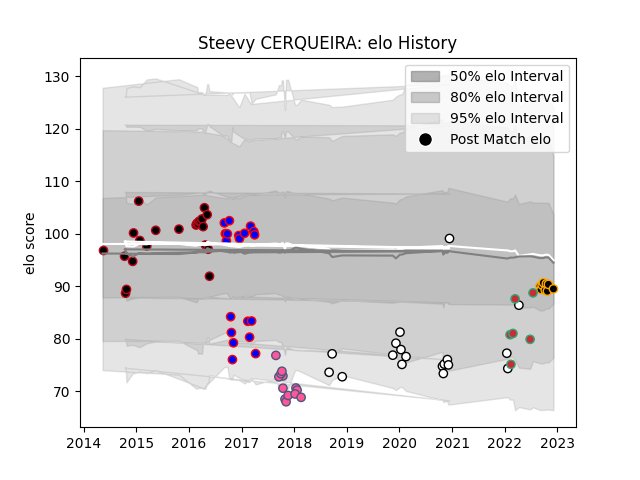 Steevy CERQUEIRA: elo History
130
120
110
100
90
80
70
elo score
50% elo Interval
80% elo Interval
95% elo Interval
Post Match elo
2014 2015 2016 2017 2018 2019 2020 2021 2022 2023